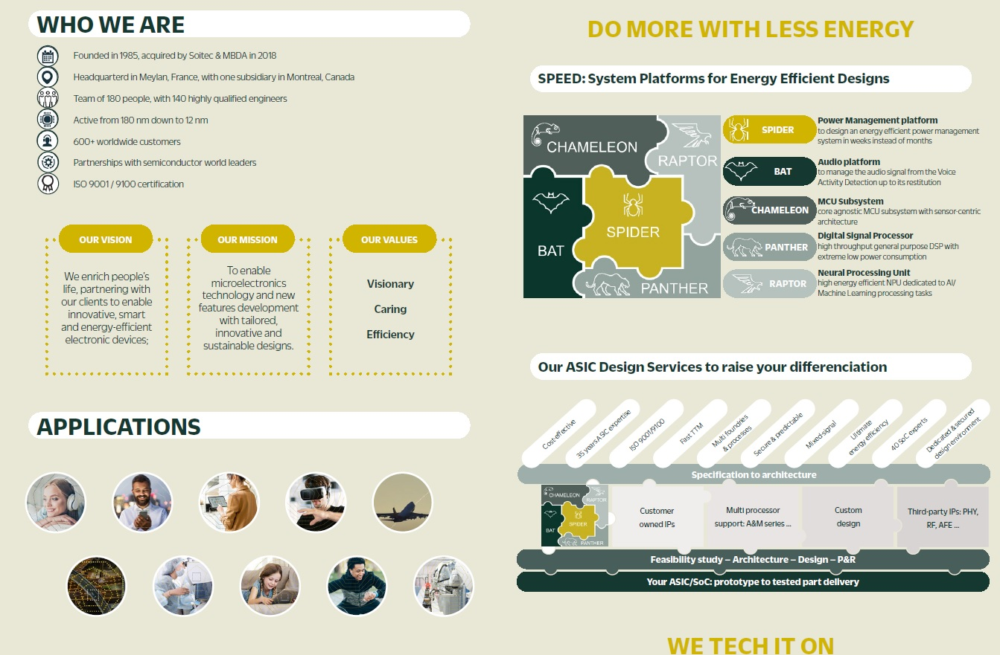 WHO WE ARE
Founded in 1985, acquired by Soitec & MBDA in 2018
Headquarterd in Meylan, France, with one subsidiary in Montreal, Canada
Team of 180 people, with 140 highly qualified engineers
Active from 180 nm down to 12 nm
600+ worldwide customers
Partnerships with semiconductor world leaders
ISO 9001 / 9100 certification
OUR VISION
We enrich people's
life, partnering with
our clients to enable
innovative, smart
and energy-efficient
electronic devices;
OUR MISSION
To enable
microelectronics
technology and new
features development
with tailored,
innovative and
sustainable designs.
OUR VALUES
Visionary
Caring
Efficiency
APPLICATIONS
DO MORE WITH LESS ENERGY
SPEED: System Platforms for Energy Efficient Designs
CHAMELEON
RAPTOR
BAT
SPIDER
PANTHER
SPIDER
Power Management platform
to design an energy efficient power management
system in weeks instead of months
BAT
Audio platform
to manage the audio signal from the Voice
Activity Detection up to its restitution
CHAMELEON
MCU Subsystem
core agnostic MCU subsystem with sensor-centric
architecture
PANTHER
Digital Signal Processor
high throughput general purpose DSP with
extreme low power consumption
RAPTOR
Neural Processing Unit
high energy efficient NPU dedicated to AI/
Machine Learning processing tasks
Our ASIC Design Services to raise your differenciation
Cost-effective
35 years ASIC expertise
ISO 9001/9100
Fast TTM
Multi foundries
& processes
Secure & predictable
Mixed-signal
Ultimate
energy efficiency
40 SoC experts
Dedicated & secured
design environment
Specification to architecture
CHAMELEON
RAPTOR
BAT
SPIDER
PANTHER
Customer
owned IPs
Multi processor
support: A&M series ...
Custom
design
Third-party IPs: PHY,
RF, AFE ...
Feasibility study – Architecture – Design – P&R
Your ASIC/SoC: prototype to tested part delivery
WE TECH IT ON